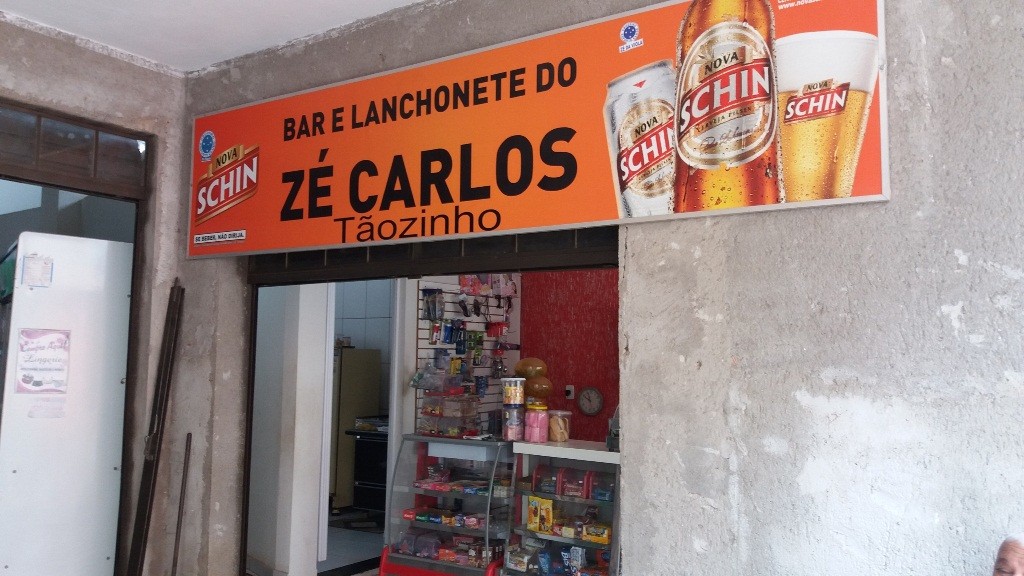 BAR E LANCHONETE DO
ZÉ CARLOS
Tãozinho
NOVA
SCHIN
SE BEBER, NÃO DIRIJA.
NOVA
SCHIN
NOVA
SCHIN
NOVA
SCHIN